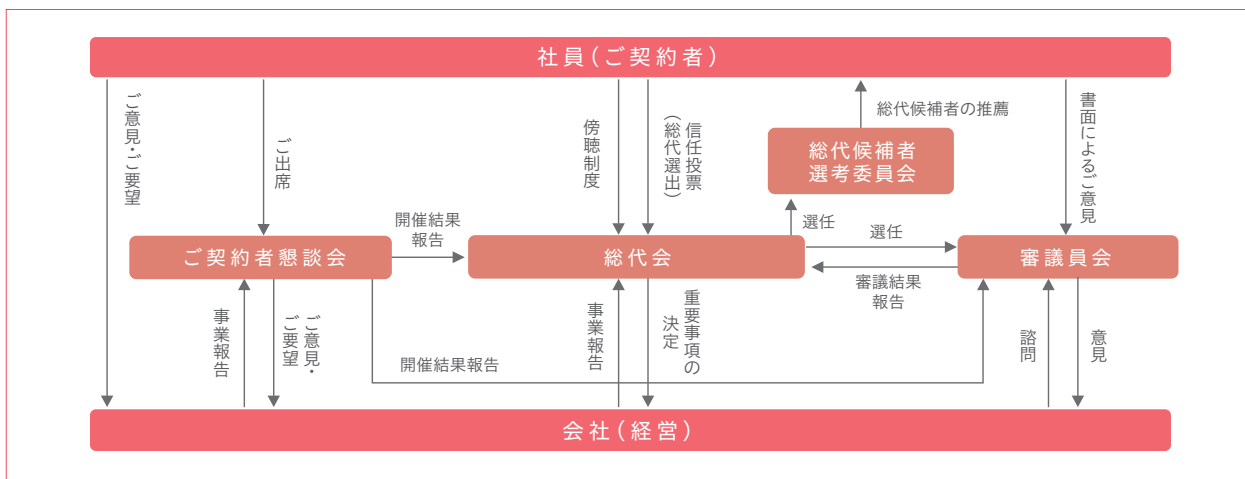 社員(ご契約者)
ご意見・ご要望
ご出席
傍聴制度
信任投票
(総代選出)
総代候補者の推薦
書面によるご意見
総代候補者
選考委員会
選任
開催結果
報告
選任
ご契約者懇談会
総代会
審議員会
審議結果
報告
事業報告
ご意見・
ご要望
開催結果報告
事業報告
重要事項の
決定
諮問
意見
会社(経営)